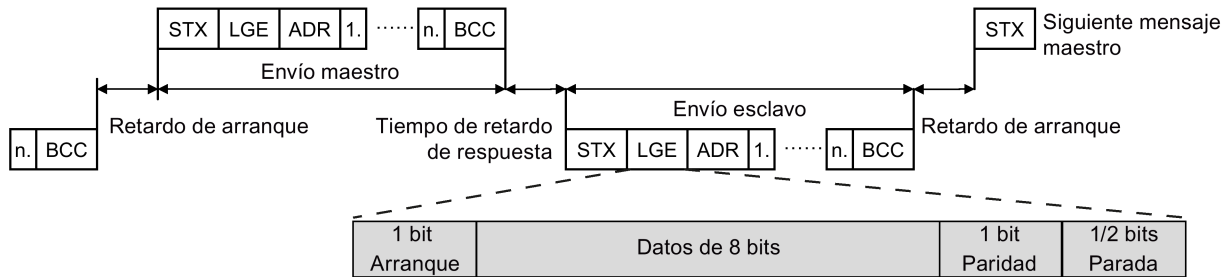 STX LGE ADR 1. ...... n. BCC
STX
Siguiente mensaje
maestro
Envío maestro
Envío esclavo
Retardo de arranque
Tiempo de retardo
de respuesta
Retardo de arranque
n. BCC
STX LGE ADR 1. ...... n. BCC
1 bit
Arranque
Datos de 8 bits
1 bit
Paridad
1/2 bits
Parada